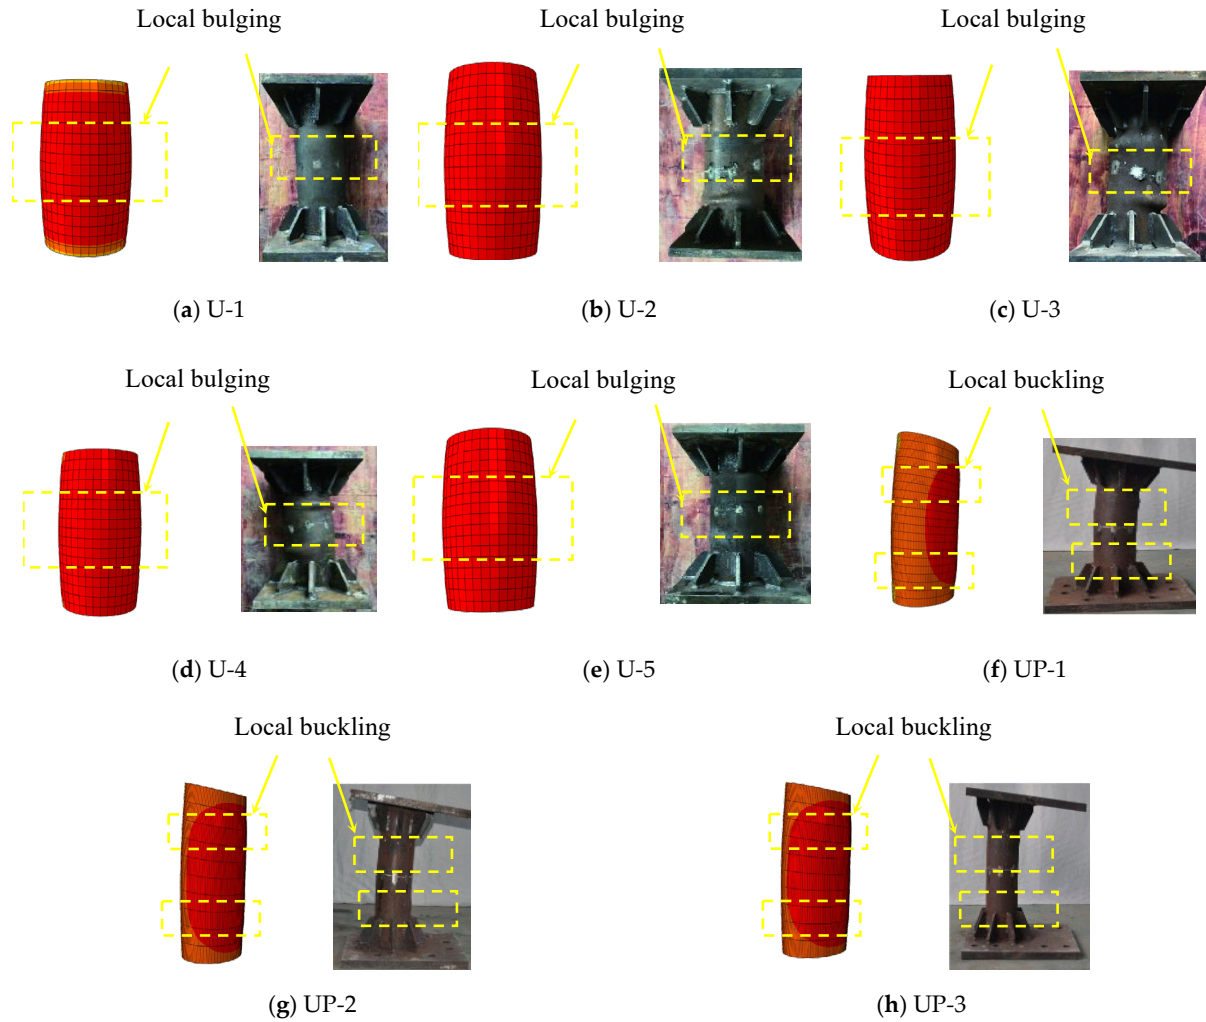 Local bulging
Local bulging
Local bulging
(a) U-1
(b) U-2
(c) U-3
Local bulging
Local bulging
Local buckling
(d) U-4
(e) U-5
(f) UP-1
Local buckling
Local buckling
(g) UP-2
(h) UP-3